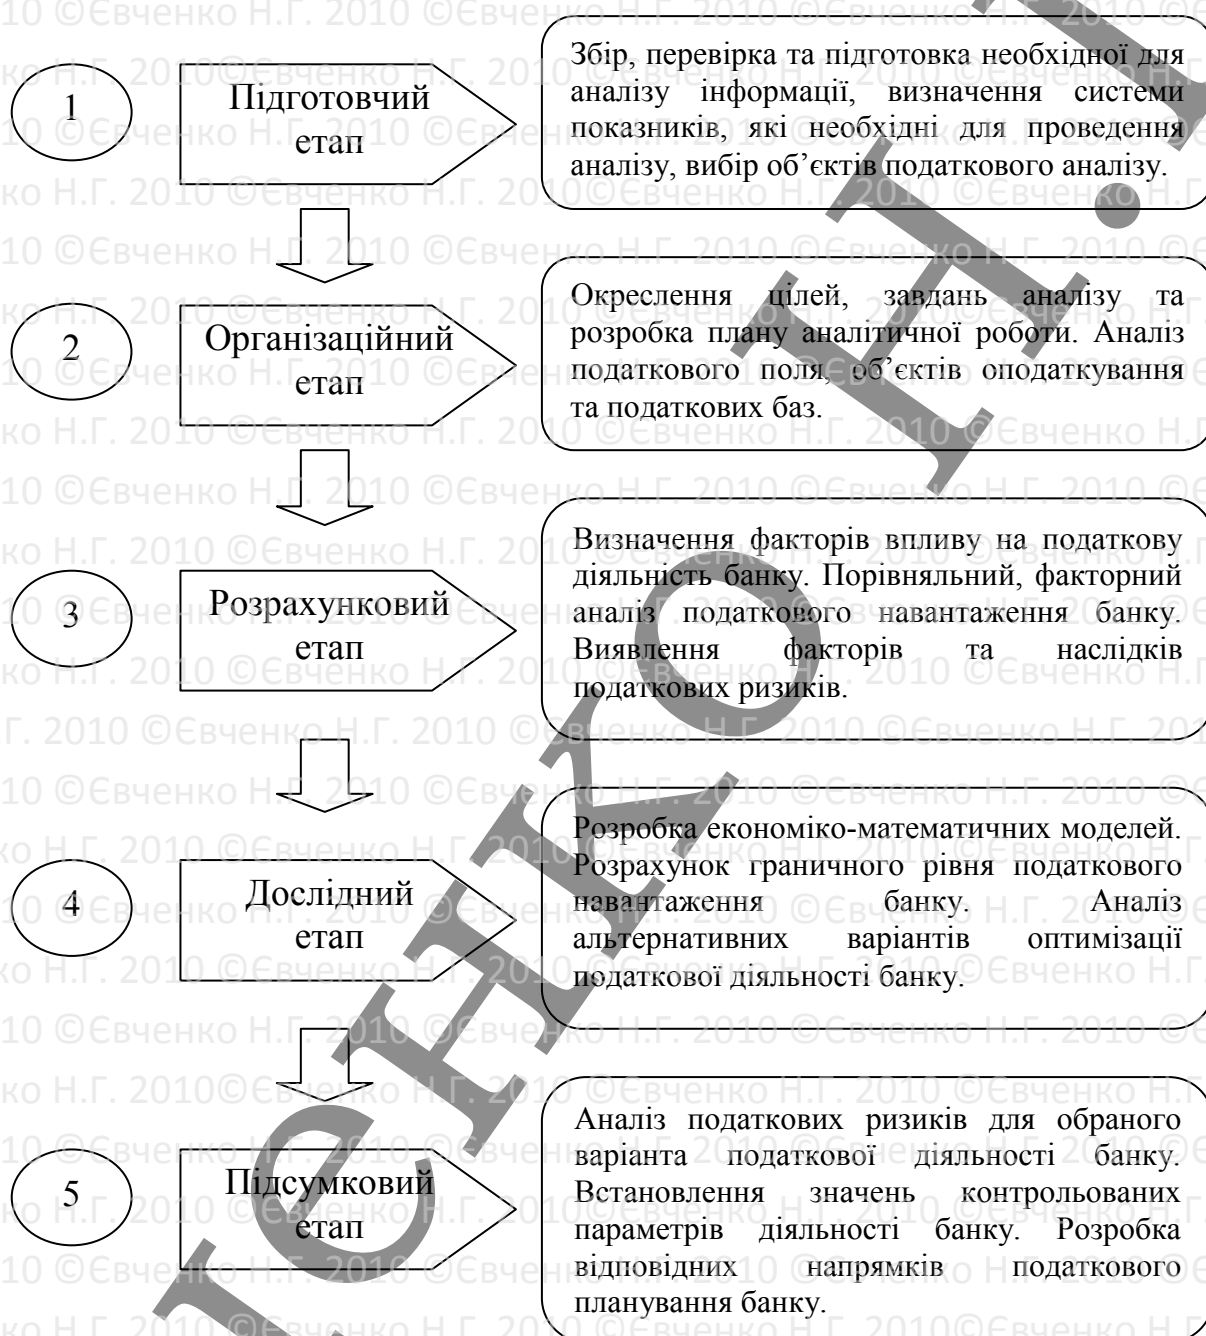 1
Підготовчий
етап
Збір, перевірка та підготовка необхідної для
аналізу інформації, визначення системи
показників, які необхідні для проведення
аналізу, вибір об’єктів податкового аналізу.
2
Організаційний
етап
Окреслення цілей, завдань аналізу та
розробка плану аналітичної роботи. Аналіз
податкового поля, об’єктів оподаткування
та податкових баз.
3
Розрахунковий
етап
Визначення факторів впливу на податкову
діяльність банку. Порівняльний, факторний
аналіз податкового навантаження банку.
Виявлення факторів та наслідків
податкових ризиків.
4
Дослідний
етап
Розробка економіко-математичних моделей.
Розрахунок граничного рівня податкового
навантаження банку. Аналіз
альтернативних варіантів оптимізації
податкової діяльності банку.
5
Підсумковий
етап
Аналіз податкових ризиків для обраного
варіанта податкової діяльності банку.
Встановлення значень контрольованих
параметрів діяльності банку. Розробка
відповідних напрямків податкового
планування банку.